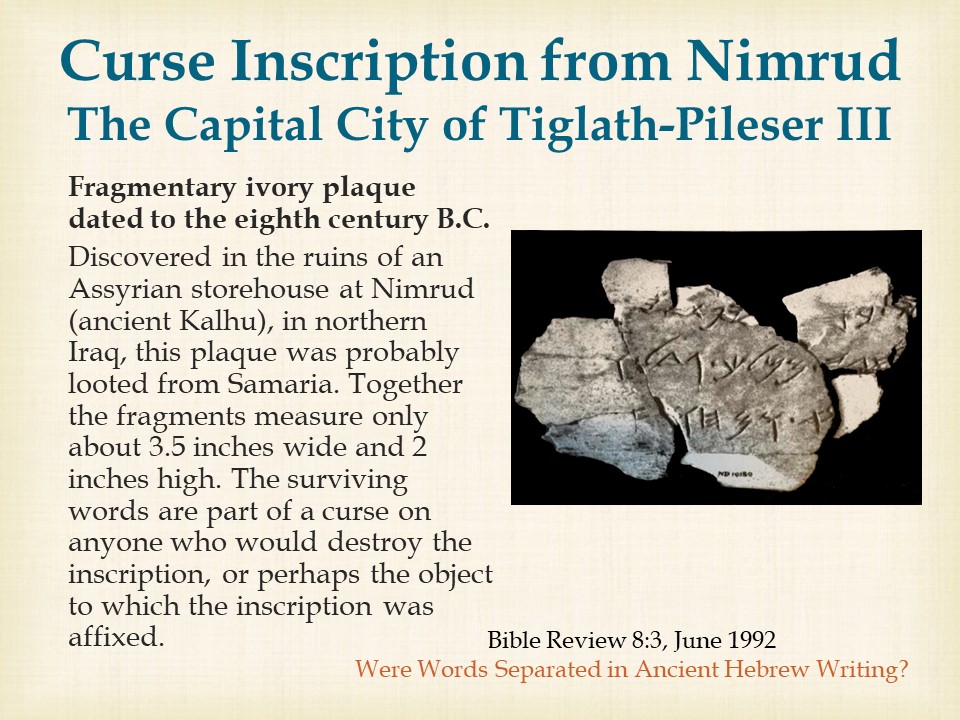 Curse Inscription from Nimrud
The Capital City of Tiglath-Pileser III
Fragmentary ivory plaque
dated to the eighth century B.C.
Discovered in the ruins of an
Assyrian storehouse at Nimrud
(ancient Kalhu), in northern
Iraq, this plaque was probably
looted from Samaria. Together
the fragments measure only
about 3.5 inches wide and 2
inches high. The surviving
words are part of a curse on
anyone who would destroy the
inscription, or perhaps the object
to which the inscription was
affixed.
ND 10150
Bible Review 8:3, June 1992
Were Words Separated in Ancient Hebrew Writing?